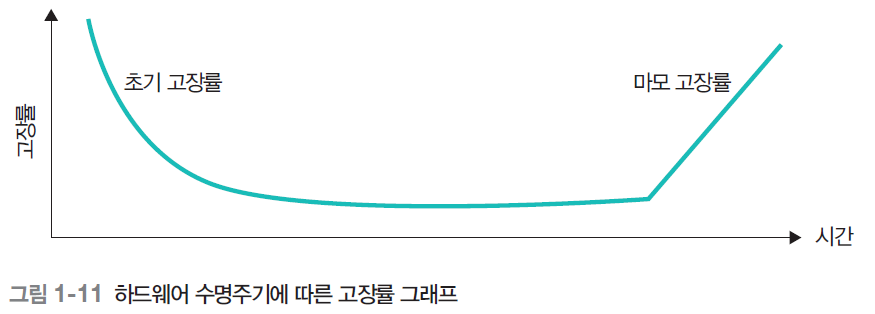 초기 고장률
마모 고장률
고장률
시간
그림 1-11 하드웨어 수명주기에 따른 고장률 그래프